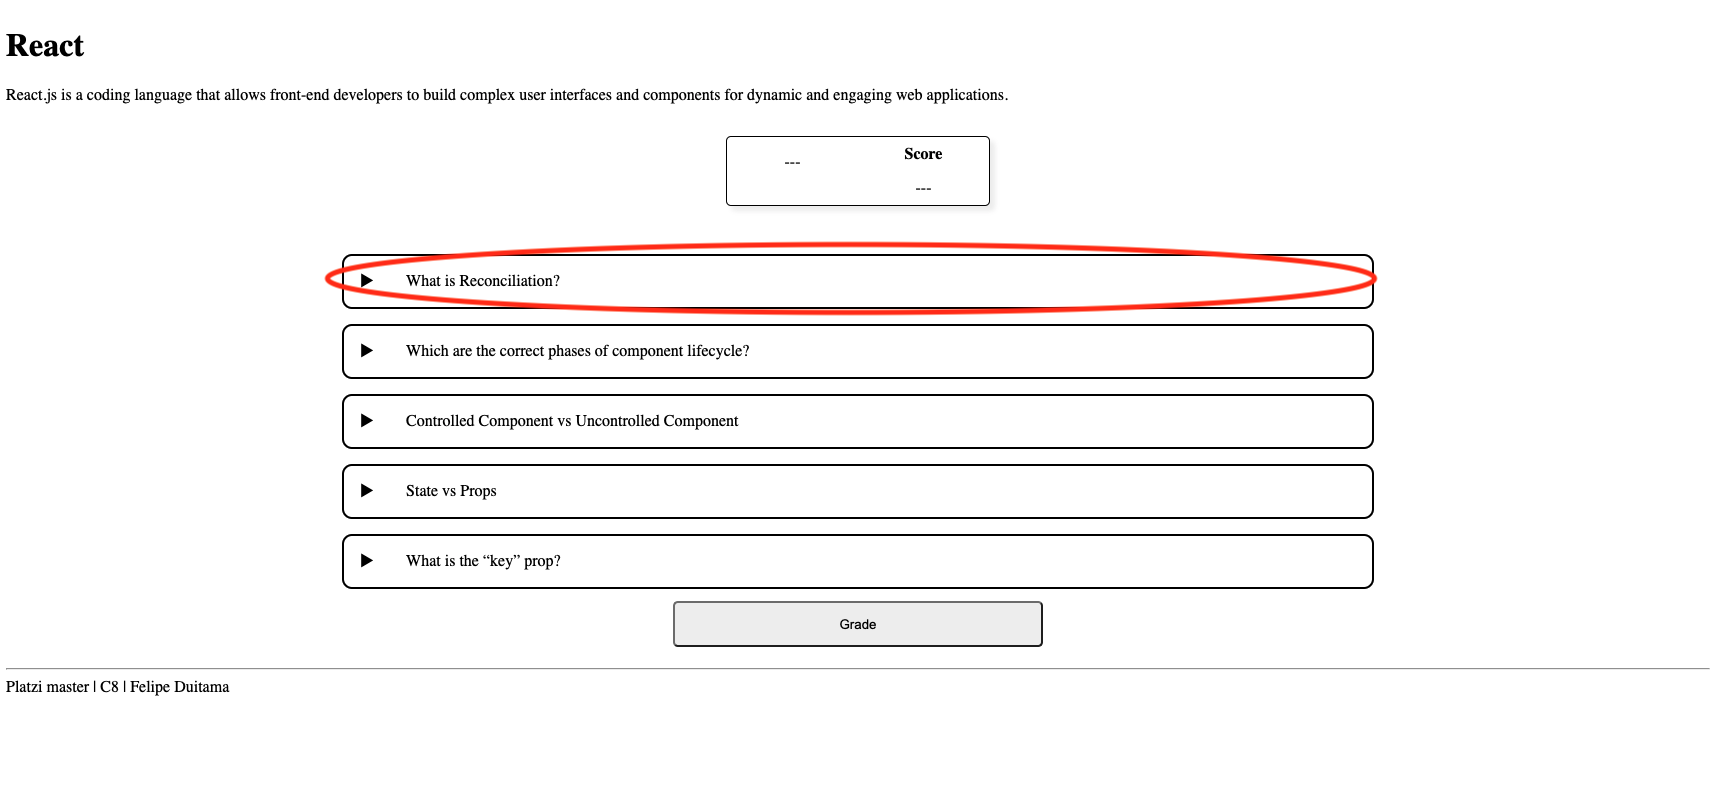 React
React.js is a coding language that allows front-end developers to build complex user interfaces and components for dynamic and engaging web applications.
---
Score
---
What is Reconciliation?
Which are the correct phases of component lifecycle?
Controlled Component vs Uncontrolled Component
State vs Props
What is the “key” prop?
Grade
Platzi master | C8 | Felipe Duitama